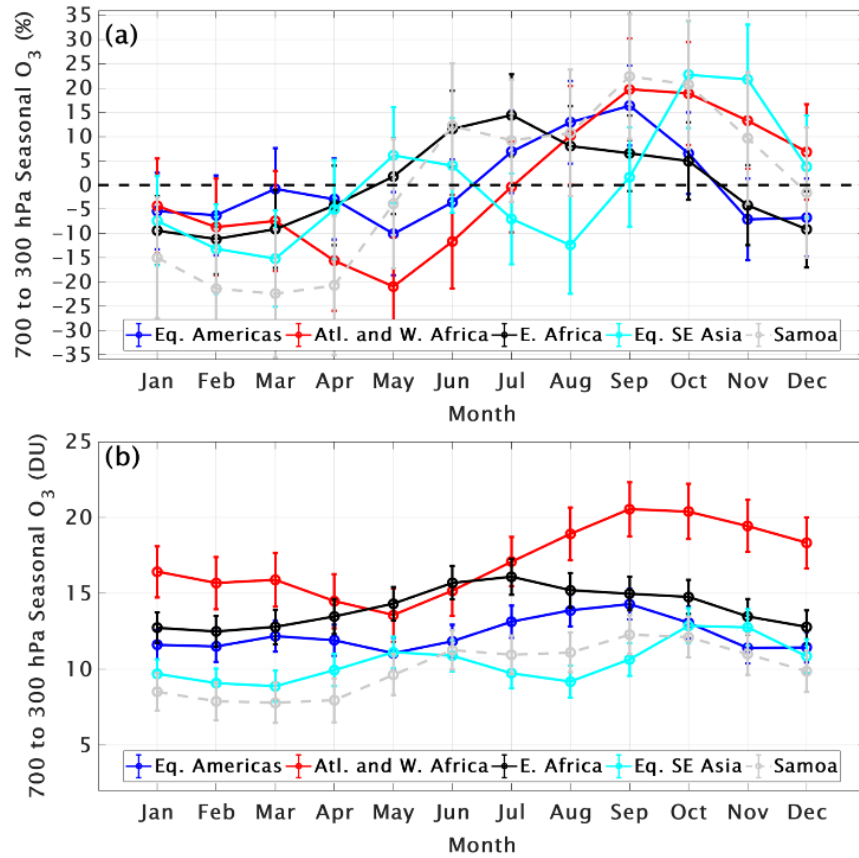 (a)
700 to 300 hPa Seasonal O3 (%)
35
30
25
20
15
10
5
0
-5
-10
-15
-20
-25
-30
-35
Eq. Americas Atl. and W. Africa E. Africa Eq. SE Asia Samoa
Jan Feb Mar Apr May Jun Jul Aug Sep Oct Nov Dec
Month
(b)
700 to 300 hPa Seasonal O3 (DU)
25
20
15
10
5
Eq. Americas Atl. and W. Africa E. Africa Eq. SE Asia Samoa
Jan Feb Mar Apr May Jun Jul Aug Sep Oct Nov Dec
Month